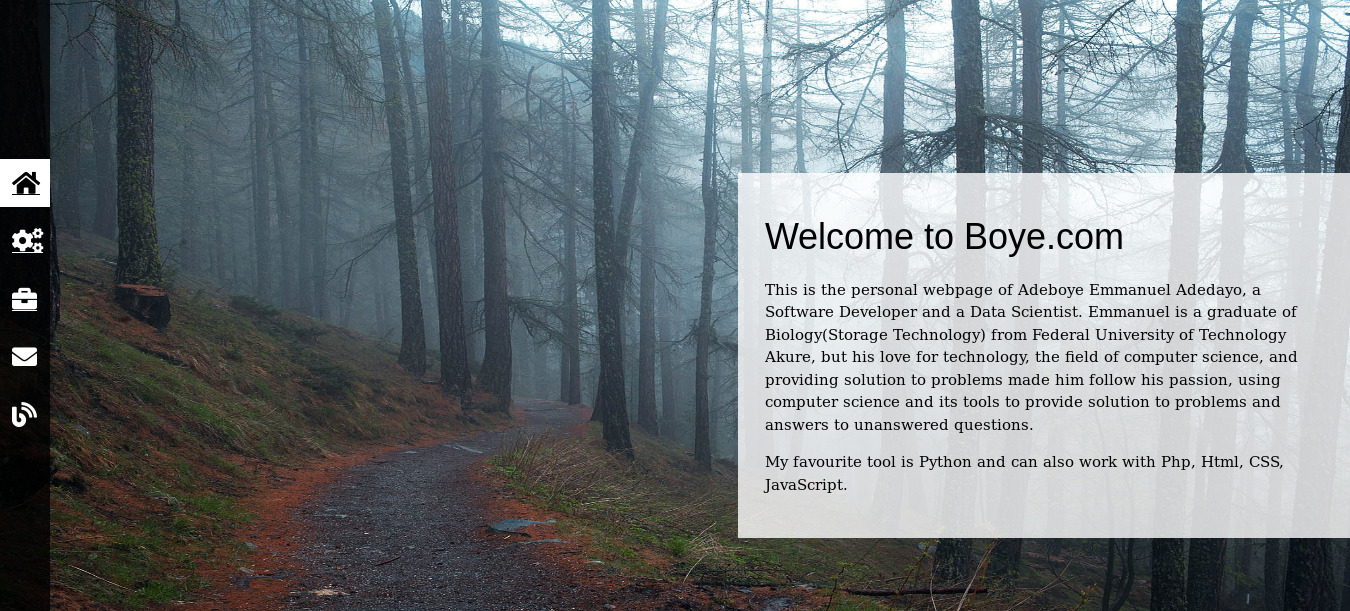 Welcome to Boye.com
This is the personal webpage of Adeboye Emmanuel Adedayo, a
Software Developer and a Data Scientist. Emmanuel is a graduate of
Biology(Storage Technology) from Federal University of Technology
Akure, but his love for technology, the field of computer science, and
providing solution to problems made him follow his passion, using
computer science and its tools to provide solution to problems and
answers to unanswered questions.
My favourite tool is Python and can also work with Php, Html, CSS,
JavaScript.